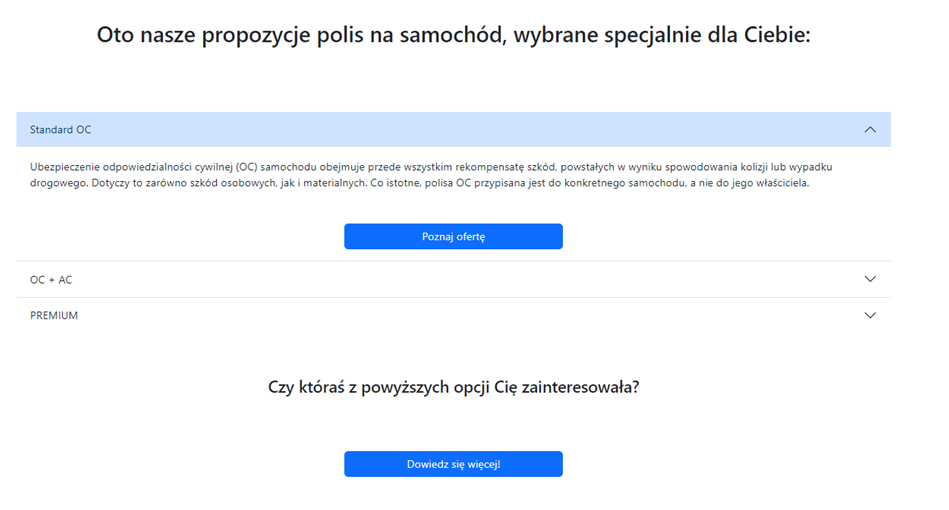 Oto nasze propozycje polis na samochód, wybrane specjalnie dla Ciebie:
Standard OC
Ubezpieczenie odpowiedzialności cywilnej (OC) samochodu obejmuje przede wszystkim rekompensatę szkód, powstałych w wyniku spowodowania kolizji lub wypadku
drogowego. Dotyczy to zarówno szkód osobowych, jak i materialnych. Co istotne, polisa OC przypisana jest do konkretnego samochodu, a nie do jego właściciela.
Poznaj ofertę
OC + AC
PREMIUM
Czy któraś z powyższych opcji Cię zainteresowała?
Dowiedz się więcej!